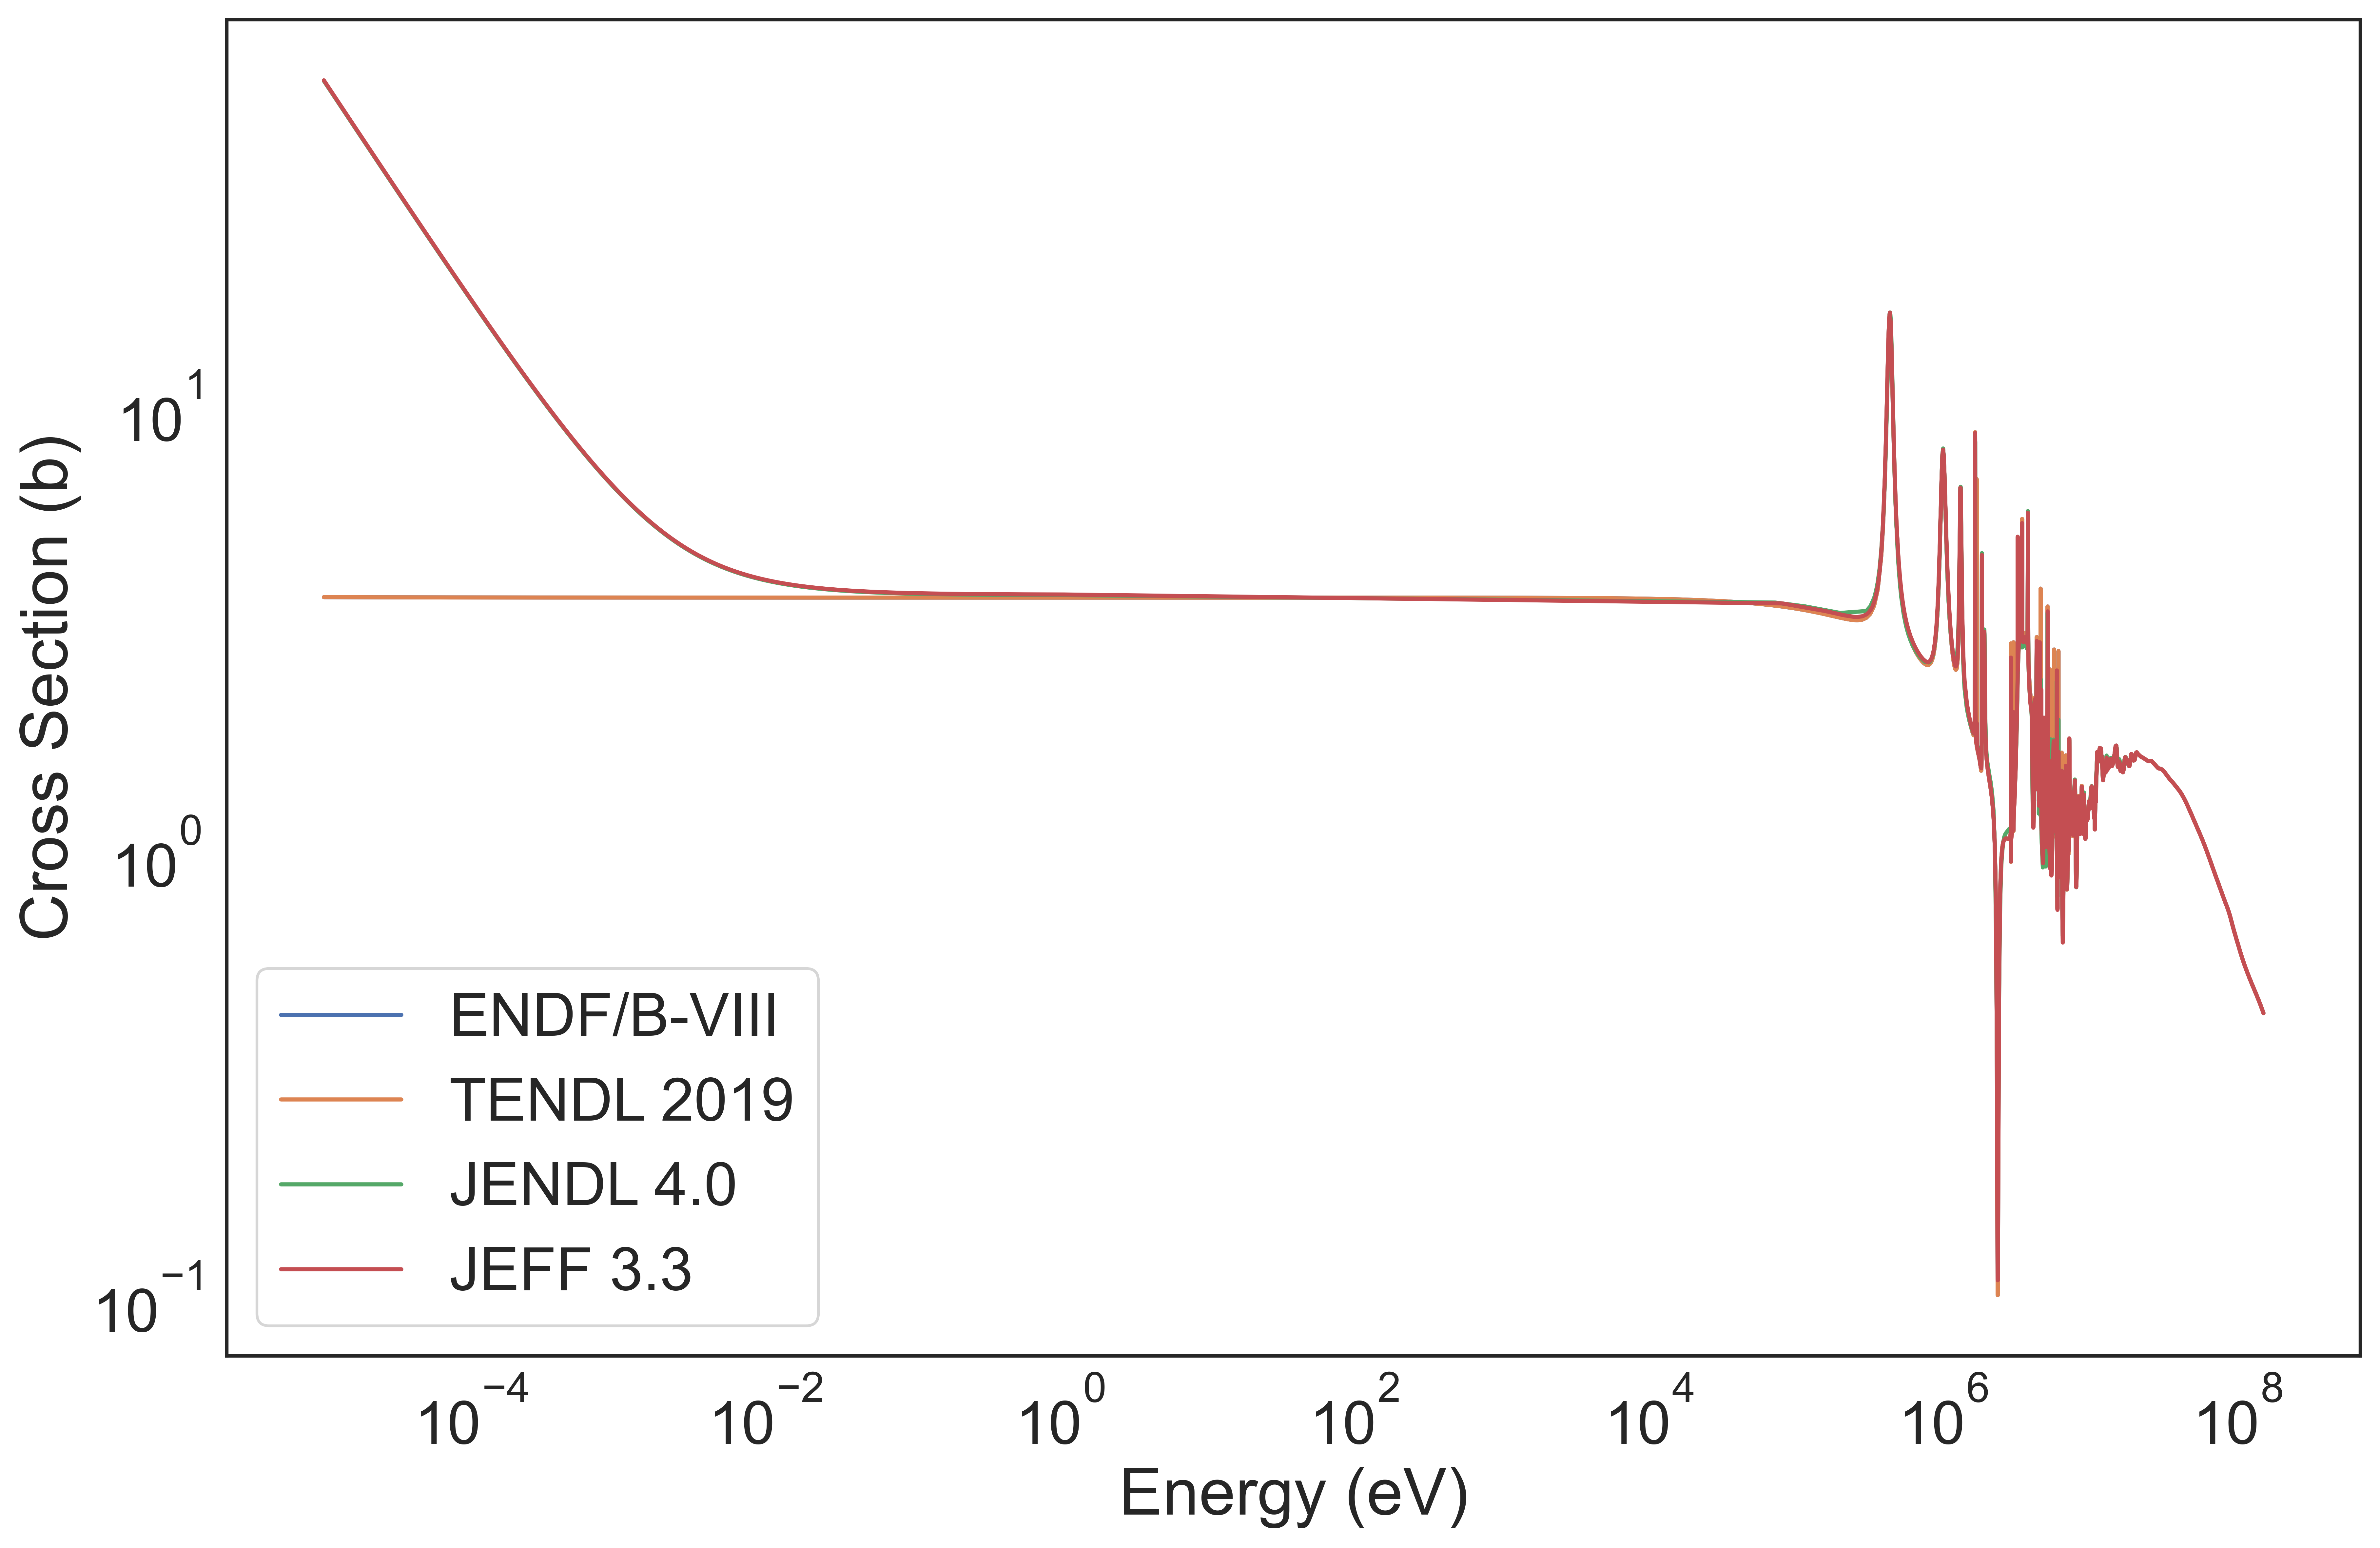 Cross Section (b)
10^1
10^0
10^−1
ENDF/B-VIII
TENDL 2019
JENDL 4.0
JEFF 3.3
10^−4 10^−2 10^0 10^2 10^4 10^6 10^8
Energy (eV)